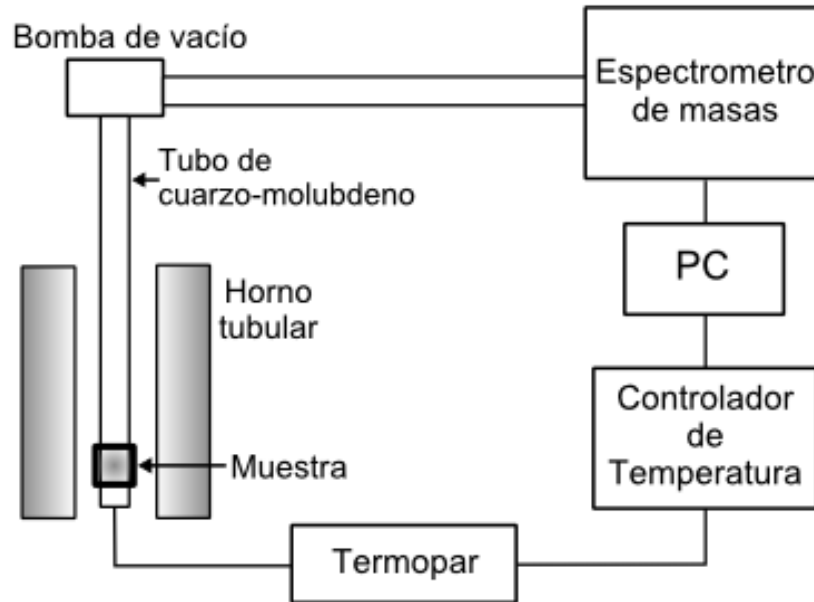 Bomba de vacío
Espectrometro
de masas
Tubo de
cuarzo-molubdeno
PC
Horno
tubular
Controlador
de
Temperatura
Muestra
Termopar